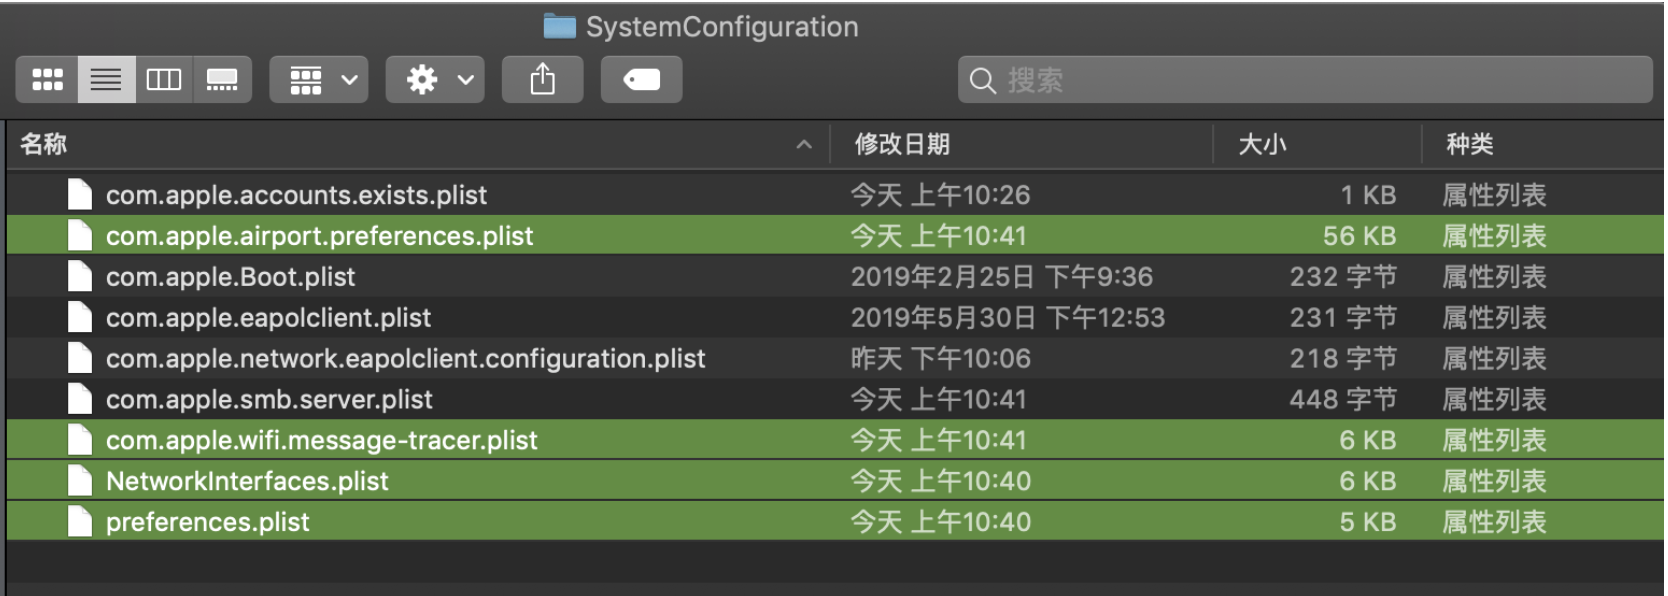 SystemConfiguration
搜索
名称 修改日期 大小 种类
com.apple.accounts.exists.plist 今天 上午10:26 1 KB 属性列表
com.apple.airport.preferences.plist 今天 上午10:41 56 KB 属性列表
com.apple.Boot.plist 2019年2月25日 下午9:36 232 字节 属性列表
com.apple.eapolclient.plist 2019年5月30日 下午12:53 231 字节 属性列表
com.apple.network.eapolclient.configuration.plist 昨天 下午10:06 218 字节 属性列表
com.apple.smb.server.plist 今天 上午10:41 448 字节 属性列表
com.apple.wifi.message-tracer.plist 今天 上午10:41 6 KB 属性列表
NetworkInterfaces.plist 今天 上午10:40 6 KB 属性列表
preferences.plist 今天 上午10:40 5 KB 属性列表